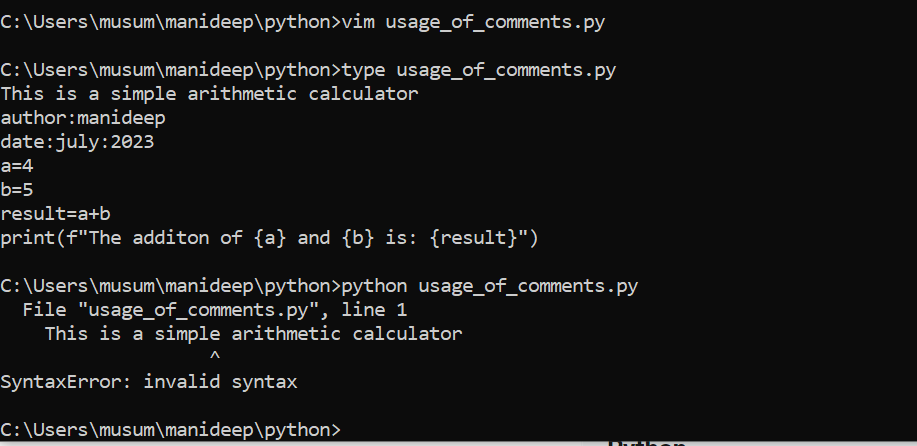 C:\Users\musum\manideep\python>vim usage_of_comments.py
C:\Users\musum\manideep\python>type usage_of_comments.py
This is a simple arithmetic calculator
author:manideep
date:july:2023
a=4
b=5
result=a+b
print(f"The additon of {a} and {b} is: {result}")
C:\Users\musum\manideep\python>python usage_of_comments.py
  File "usage_of_comments.py", line 1
    This is a simple arithmetic calculator
                   ^
SyntaxError: invalid syntax
C:\Users\musum\manideep\python>
Python